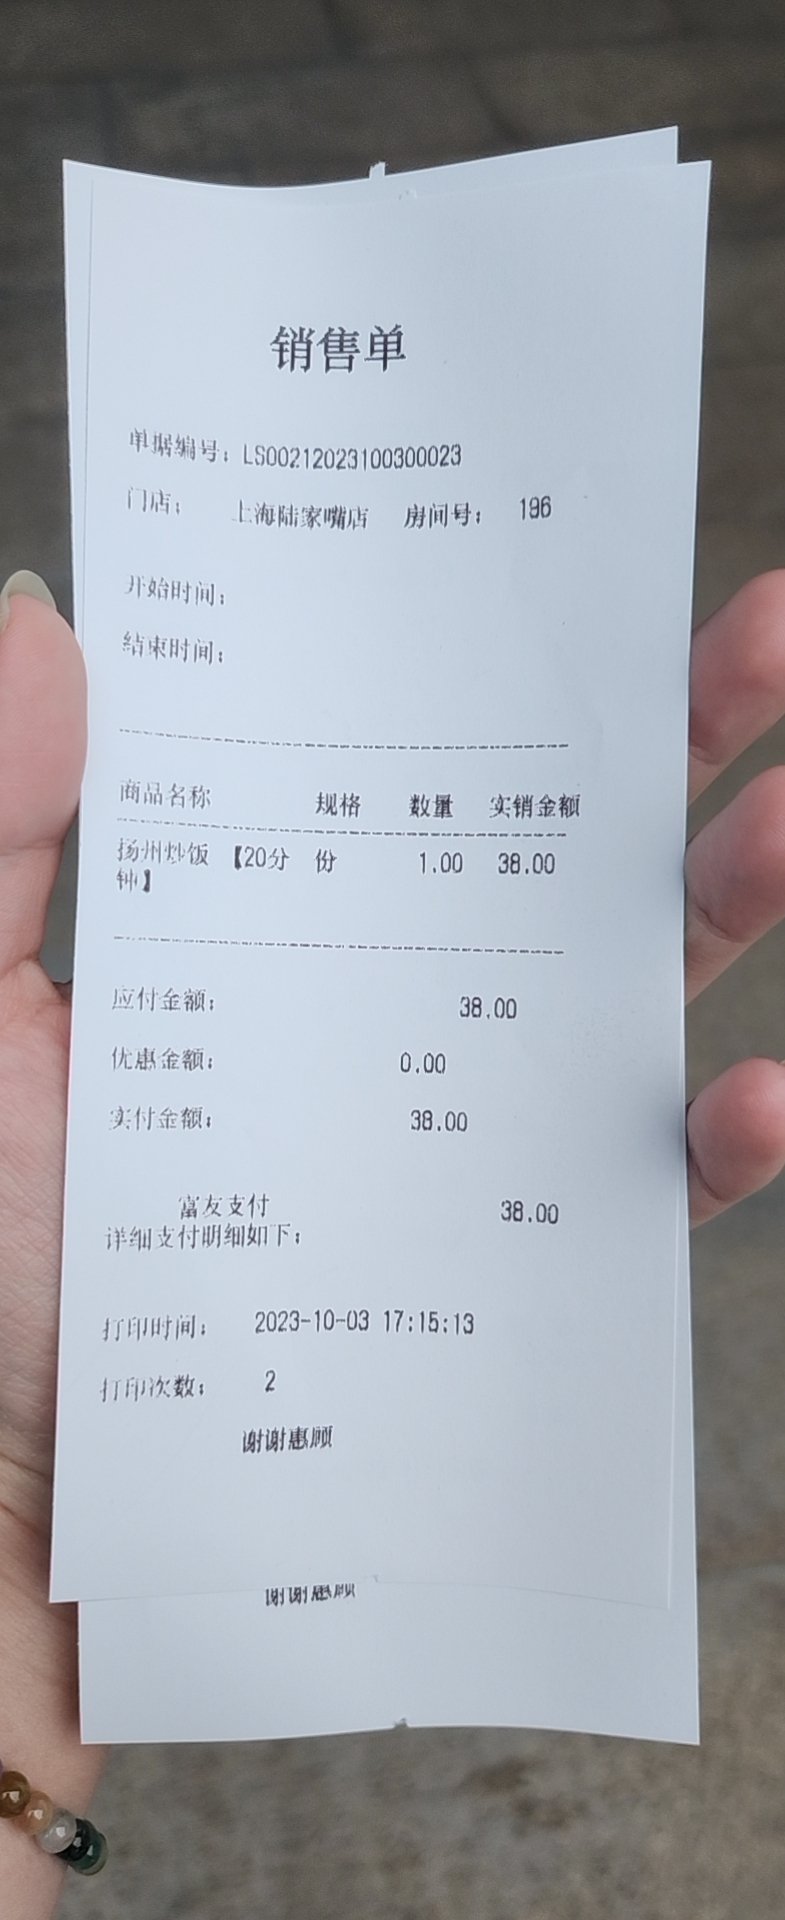 销售单
单据编号：LS00212023100300023
门店： 上海陆家嘴店 房间号： 196
开始时间：
结束时间：
商品名称 规格 数量 实销金额
扬州炒饭 【20分 份 1.00 38.00
钟】
应付金额： 38.00
优惠金额： 0.00
实付金额： 38.00
富友支付 38.00
详细支付明细如下：
打印时间： 2023-10-03 17:15:13
打印次数： 2
谢谢惠顾
谢谢惠顾